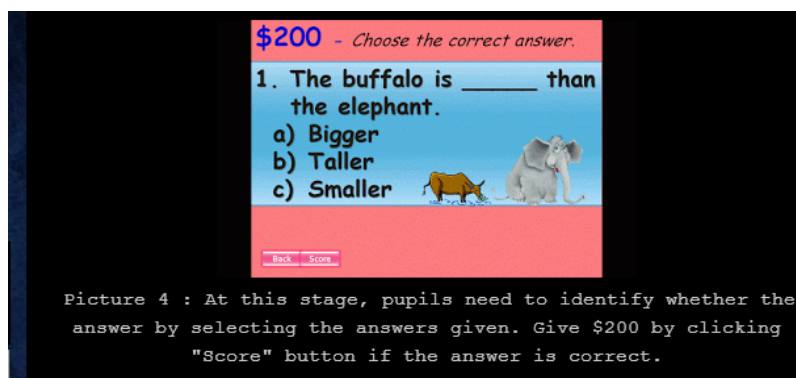 $200 - Choose the correct answer.
1. The buffalo is ______ than
the elephant.
a) Bigger
b) Taller
c) Smaller
Back Score
Picture 4 : At this stage, pupils need to identify whether the
answer by selecting the answers given. Give $200 by clicking
"Score" button if the answer is correct.